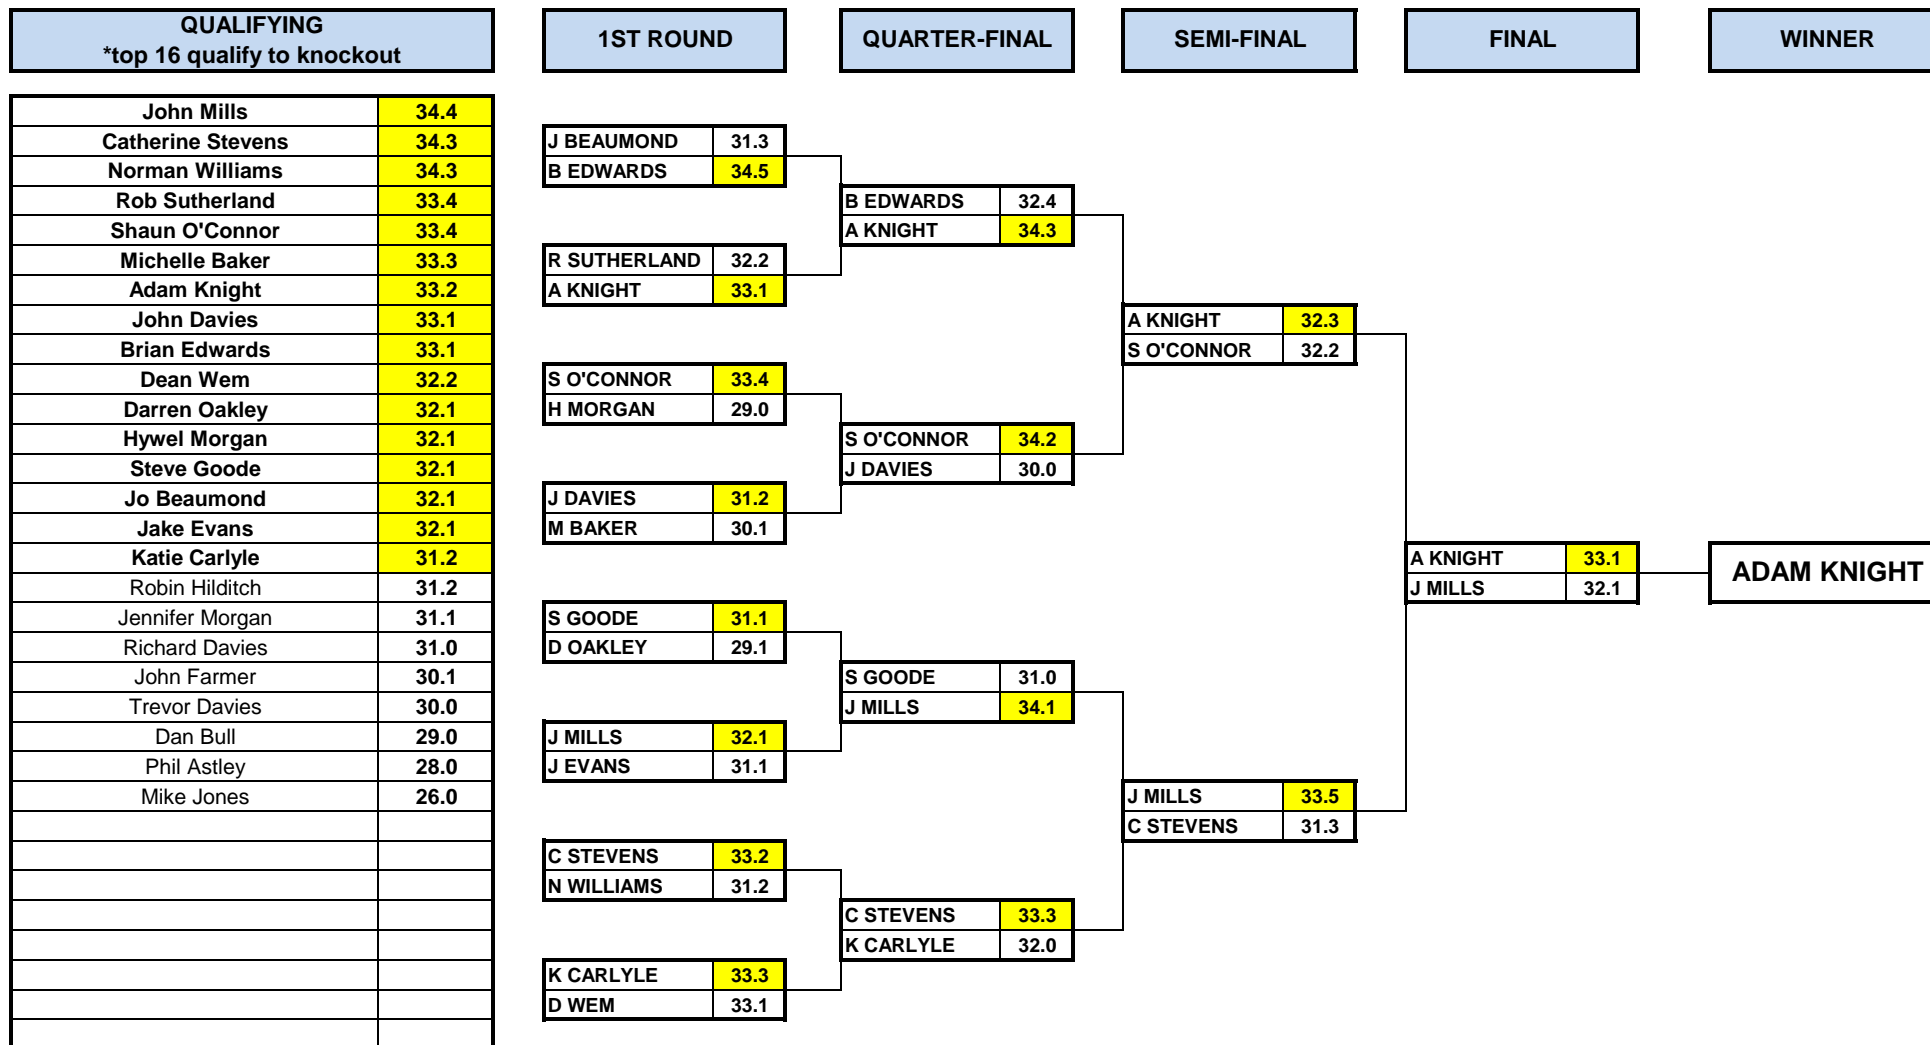 QUALIFYING
*top 16 qualify to knockout
1ST ROUND
QUARTER-FINAL
SEMI-FINAL
FINAL
WINNER
John Mills 34.4
Catherine Stevens 34.3
Norman Williams 34.3
Rob Sutherland 33.4
Shaun O'Connor 33.4
Michelle Baker 33.3
Adam Knight 33.2
John Davies 33.1
Brian Edwards 33.1
Dean Wem 32.2
Darren Oakley 32.1
Hywel Morgan 32.1
Steve Goode 32.1
Jo Beaumond 32.1
Jake Evans 32.1
Katie Carlyle 31.2
Robin Hilditch 31.2
Jennifer Morgan 31.1
Richard Davies 31.0
John Farmer 30.1
Trevor Davies 30.0
Dan Bull 29.0
Phil Astley 28.0
Mike Jones 26.0
J BEAUMOND 31.3
B EDWARDS 34.5
R SUTHERLAND 32.2
A KNIGHT 33.1
S O'CONNOR 33.4
H MORGAN 29.0
J DAVIES 31.2
M BAKER 30.1
S GOODE 31.1
D OAKLEY 29.1
J MILLS 32.1
J EVANS 31.1
C STEVENS 33.2
N WILLIAMS 31.2
K CARLYLE 33.3
D WEM 33.1
B EDWARDS 32.4
A KNIGHT 34.3
S O'CONNOR 34.2
J DAVIES 30.0
S GOODE 31.0
J MILLS 34.1
C STEVENS 33.3
K CARLYLE 32.0
A KNIGHT 32.3
S O'CONNOR 32.2
J MILLS 33.5
C STEVENS 31.3
A KNIGHT 33.1
J MILLS 32.1
ADAM KNIGHT